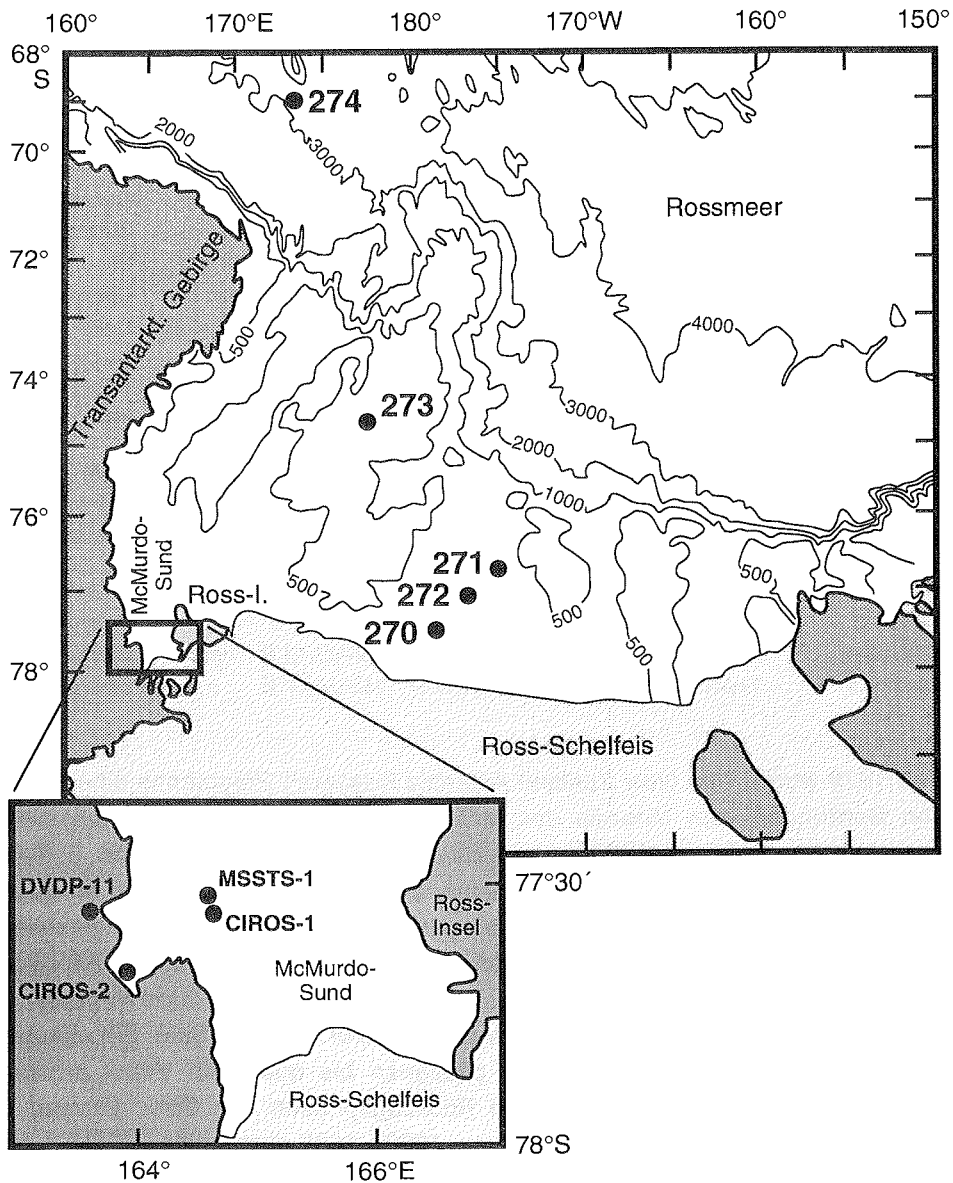 160° 170°E 180° 170°W 160° 150°
68°
S
274
2000
3000
70°
Rossmeer
72°
Transantarkt. Gebirge
500
4000
74°
273
3000
2000
1000
76°
McMurdo-
Sund
271
500
500
Ross-I.
272
500
270
500
78°
Ross-Schelfeis
77°30´
DVDP-11
MSSTS-1
CIROS-1
Ross-
Insel
McMurdo-
Sund
CIROS-2
Ross-Schelfeis
78°S
164° 166°E